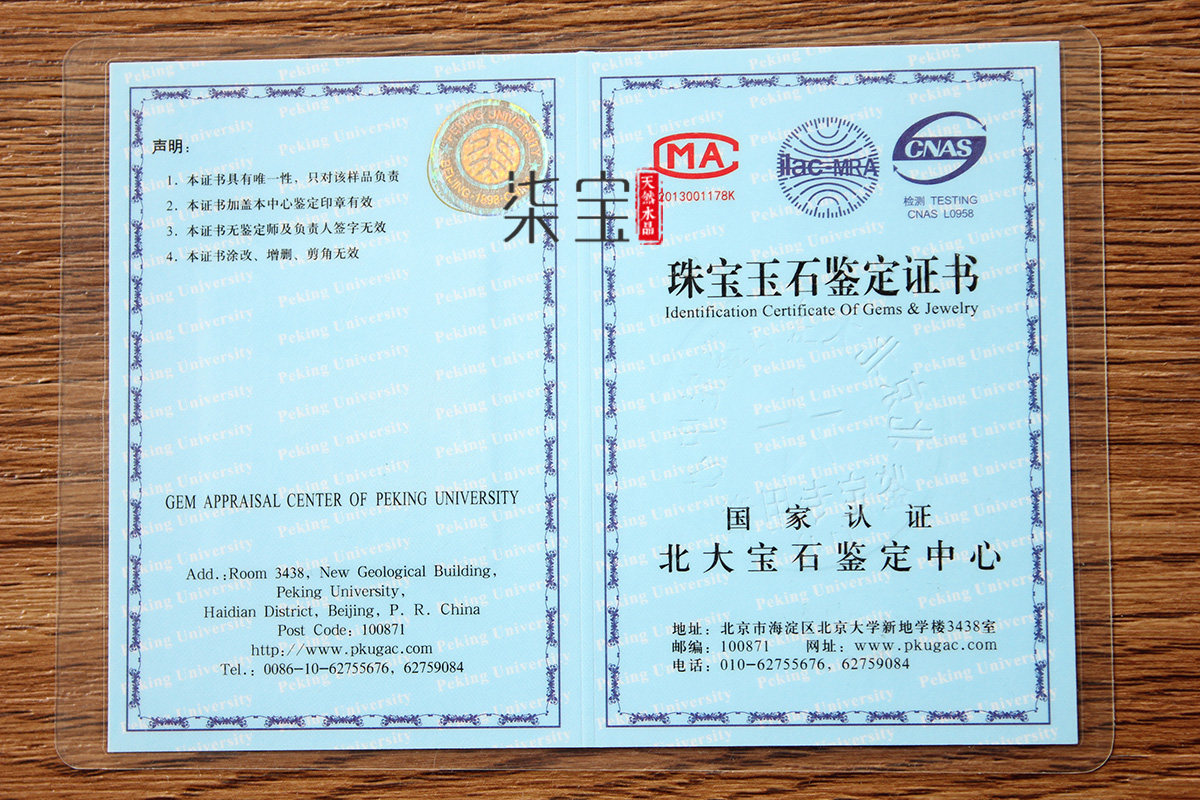 声明：
1. 本证书具有唯一性，只对该样品负责
2. 本证书加盖本中心鉴定印章有效
3. 本证书无鉴定师及负责人签字无效
4. 本证书涂改、增删、剪角无效
PEKING UNIVERSITY
BEIJING·1898
GEM APPRAISAL CENTER OF PEKING UNIVERSITY
Add.:Room 3438, New Geological Building,
Peking University,
Haidian District, Beijing, P. R. China
Post Code: 100871
http://www.pkugac.com
Tel.: 0086-10-62755676, 62759084
柒宝
天然水晶
MA
2013001178K
ilac-MRA
CNAS
检测 TESTING
CNAS L0958
珠宝玉石鉴定证书
Identification Certificate Of Gems & Jewelry
国家认证
北大宝石鉴定中心
地址：北京市海淀区北京大学新地学楼3438室
邮编：100871 网址：www.pkugac.com
电话：010-62755676, 62759084
Peking University